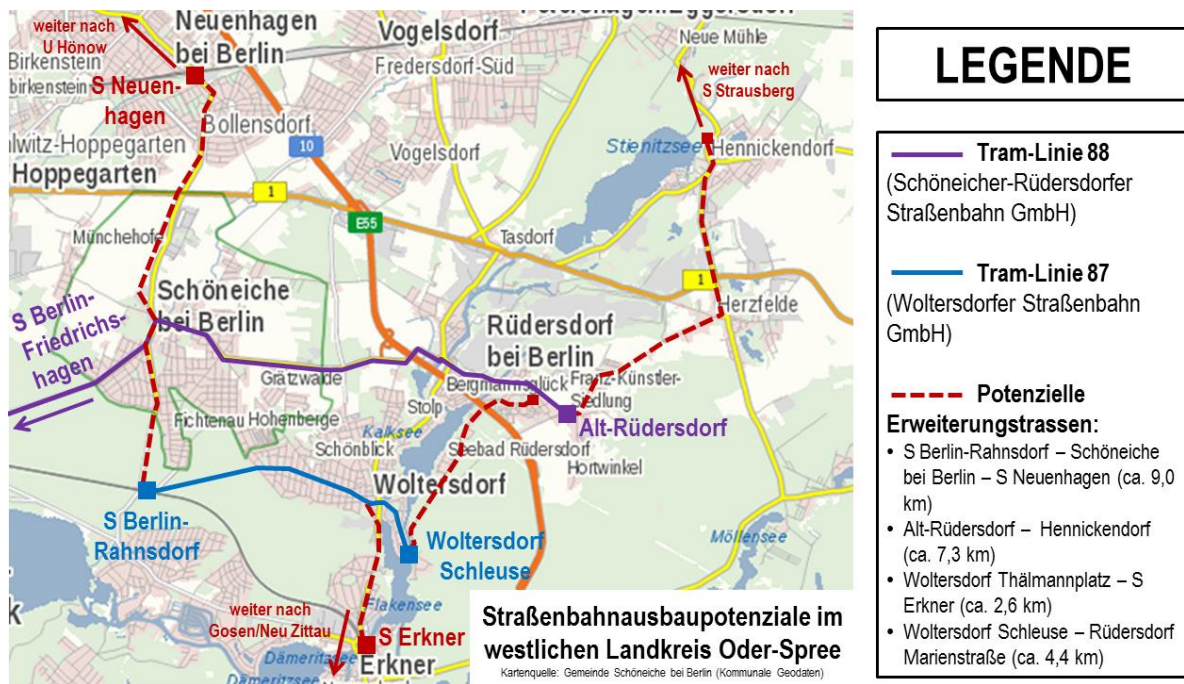 weiter nach
U Hönow
Neuenhagen
bei Berlin
Birkenstein
birkenstein
S Neuen-
hagen
Vogelsdorf
Fredersdorf-Süd
Neue Mühle
weiter nach
S Strausberg
Bollensdorf
10
Vogelsdorf
Stienitzsee
Hennickendorf
lwitz-Hoppegarten
Hoppegarten
1
E55
Münchehofe
Tasdorf
1
Herzfelde
S Berlin-
Friedrichs-
hagen
Schöneiche
bei Berlin
Rüdersdorf
bei Berlin
Grätzwalde
Bergmannsglück
Franz-Künstler-
Siedlung
Stolp
Fichtenau
Hohenberge
Alt-Rüdersdorf
Kalksee
Schönblick
Seebad Rüdersdorf
Hortwinkel
Woltersdorf
S Berlin-
Rahnsdorf
Woltersdorf
Schleuse
Möllensee
weiter nach
Gosen/Neu Zittau
Flakensee
S Erkner
Erkner
Dämeritzsee
Dämeritzsee
Straßenbahnausbaupotenziale im
westlichen Landkreis Oder-Spree
Kartenquelle: Gemeinde Schöneiche bei Berlin (Kommunale Geodaten)
LEGENDE
Tram-Linie 88
(Schöneicher-Rüdersdorfer
Straßenbahn GmbH)
Tram-Linie 87
(Woltersdorfer Straßenbahn
GmbH)
Potenzielle
Erweiterungstrassen:
• S Berlin-Rahnsdorf – Schöneiche
bei Berlin – S Neuenhagen (ca. 9,0
km)
• Alt-Rüdersdorf – Hennickendorf
(ca. 7,3 km)
• Woltersdorf Thälmannplatz – S
Erkner (ca. 2,6 km)
• Woltersdorf Schleuse – Rüdersdorf
Marienstraße (ca. 4,4 km)